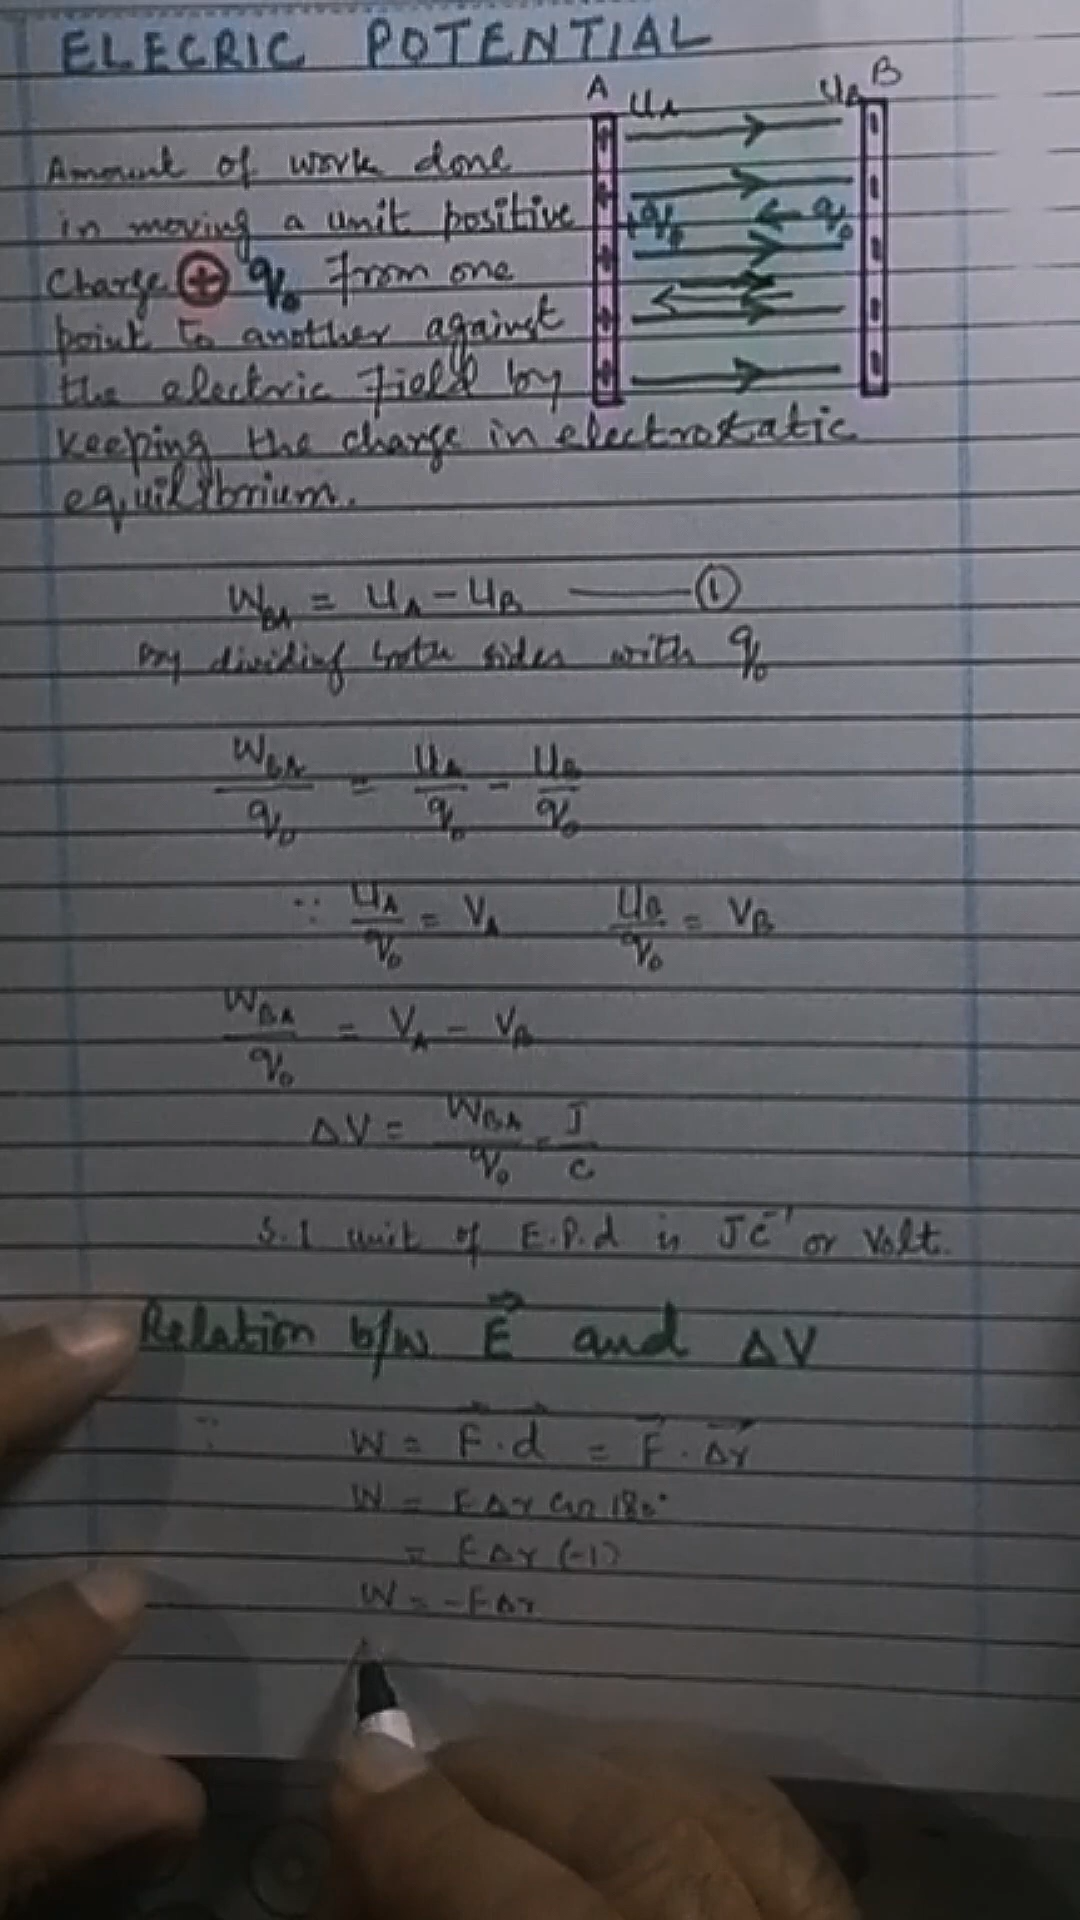 ELECRIC POTENTIAL
A U_A U_B B
Amount of work done
in moving a unit positive
+q₀ q₀
Charge ⊕ q₀ from one
point to another against
the electric field by
keeping the charge in electrostatic
equilibrium.
W_BA = U_A - U_B ——— ①
By dividing both sides with q₀
W_BA/q₀ = U_A/q₀ - U_B/q₀
∵ U_A/q₀ = V_A U_B/q₀ = V_B
W_BA/q₀ = V_A - V_B
ΔV = W_BA/q₀ = J/C
S.I unit of E.P.d is JC⁻¹ or Volt.
Relation b/w E⃗ and ΔV
∵ W = F⃗ . d⃗ = F⃗ . Δr⃗
W = FΔr cos 180°
= FΔr (-1)
W = -FΔr